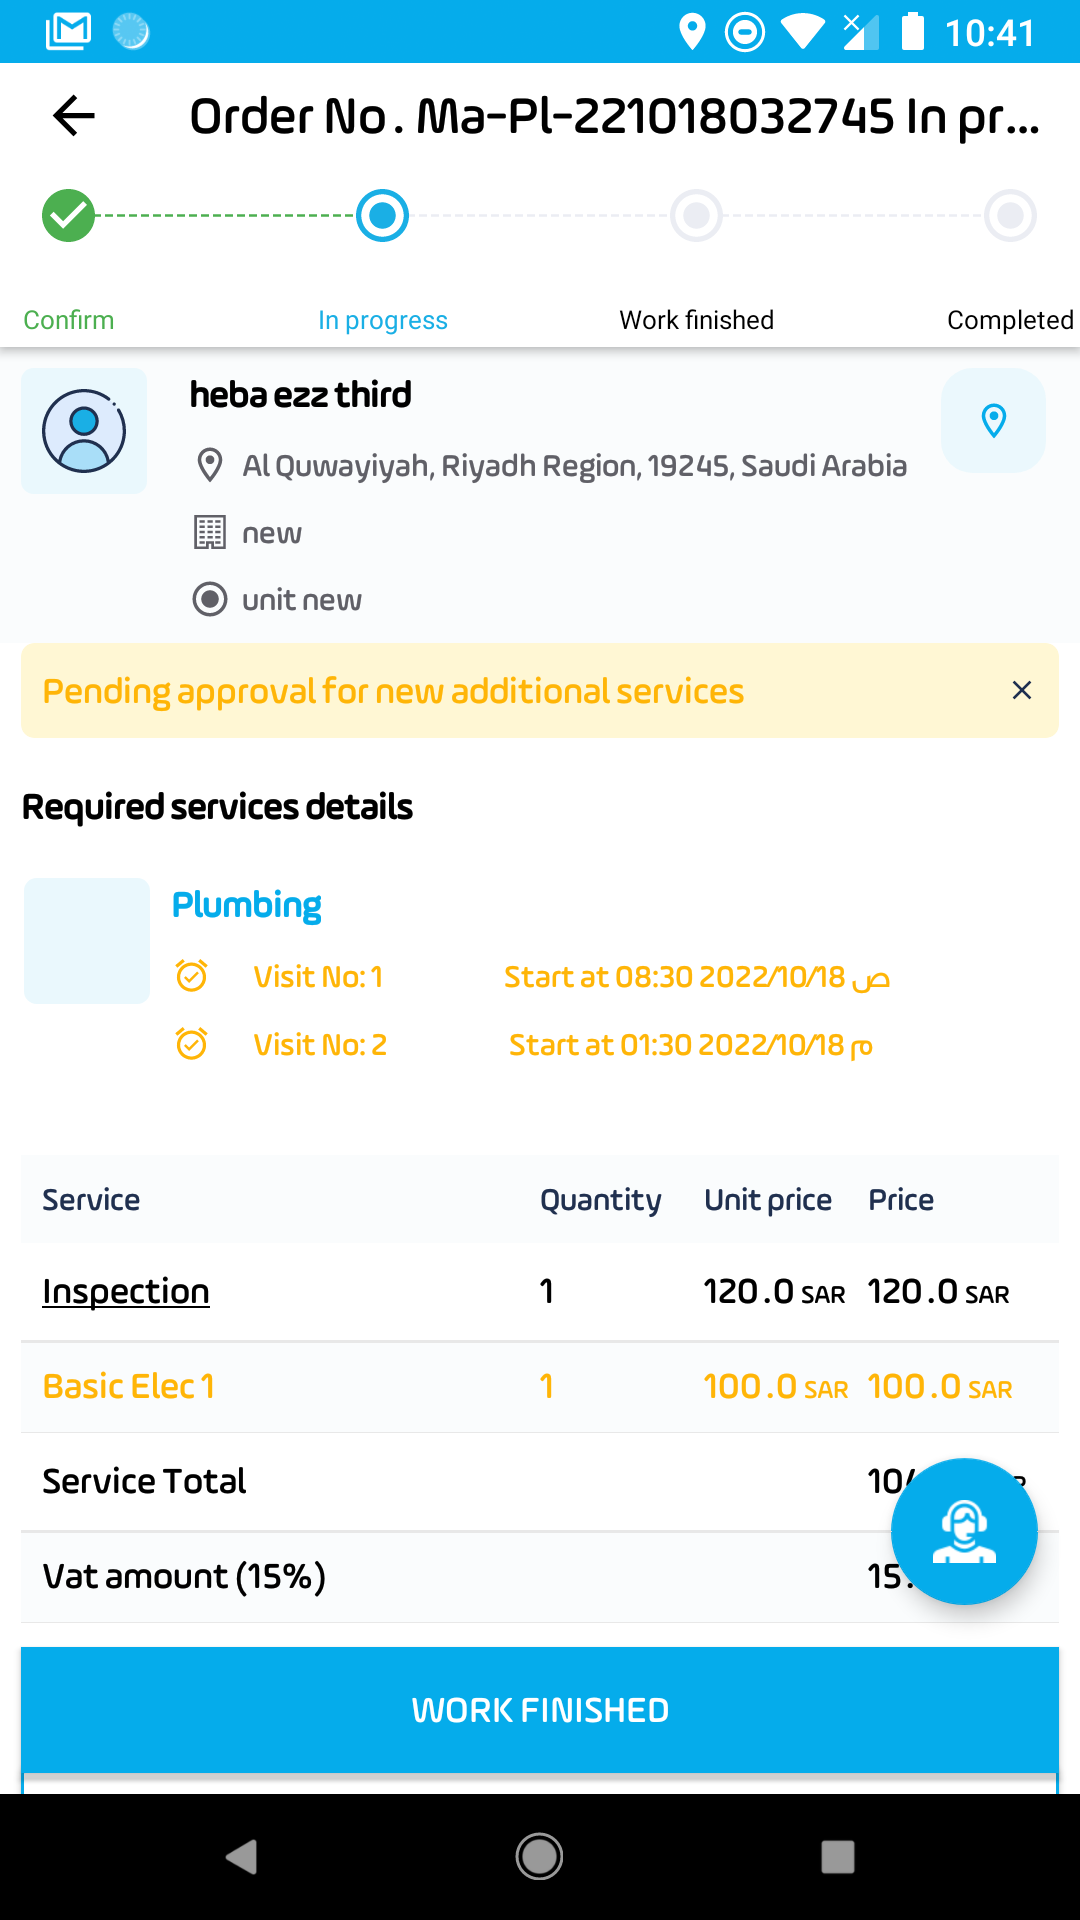 10:41
Order No. Ma-Pl-221018032745 In pr...
Confirm In progress Work finished Completed
heba ezz third
Al Quwayiyah, Riyadh Region, 19245, Saudi Arabia
new
unit new
Pending approval for new additional services
Required services details
Plumbing
Visit No: 1 Start at 08:30 2022/10/18 ص
Visit No: 2 Start at 01:30 2022/10/18 م
Service Quantity Unit price Price
Inspection 1 120.0 SAR 120.0 SAR
Basic Elec 1 1 100.0 SAR 100.0 SAR
Service Total
Vat amount (15%) 15.
WORK FINISHED